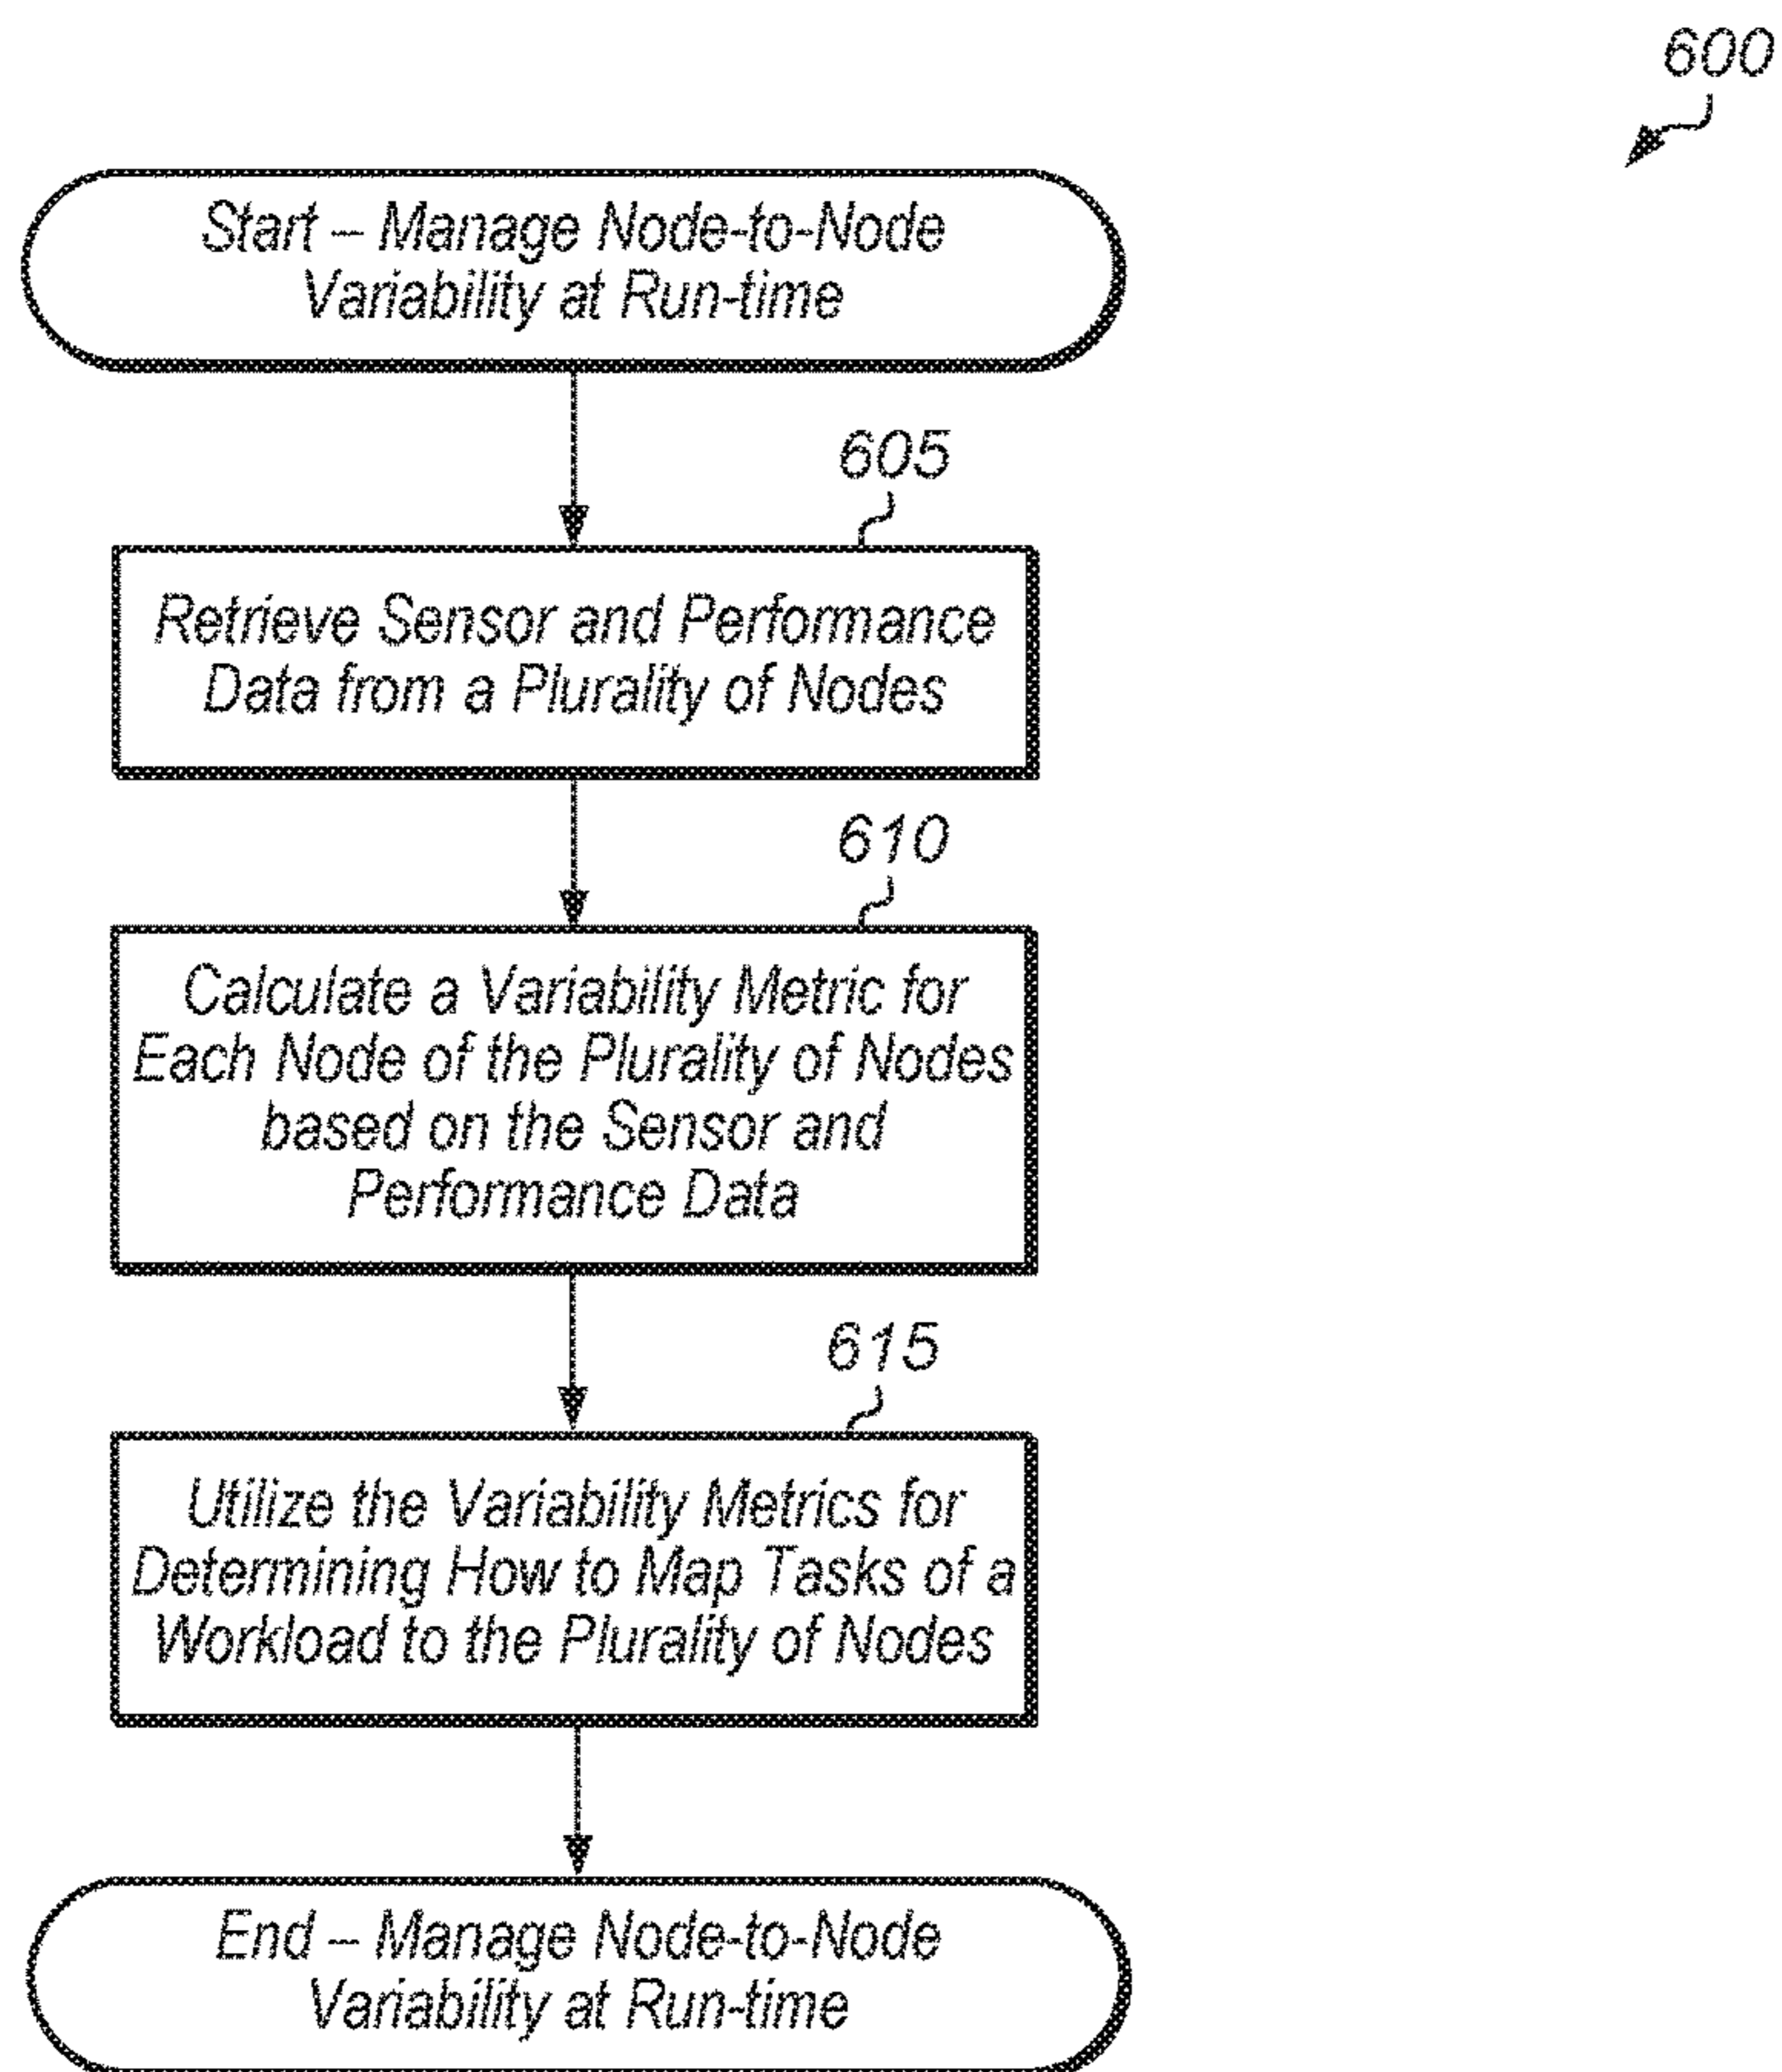 600
Start – Manage Node-to-Node
Variability at Run-time
605
Retrieve Sensor and Performance
Data from a Plurality of Nodes
610
Calculate a Variability Metric for
Each Node of the Plurality of Nodes
based on the Sensor and
Performance Data
615
Utilize the Variability Metrics for
Determining How to Map Tasks of a
Workload to the Plurality of Nodes
End – Manage Node-to-Node
Variability at Run-time